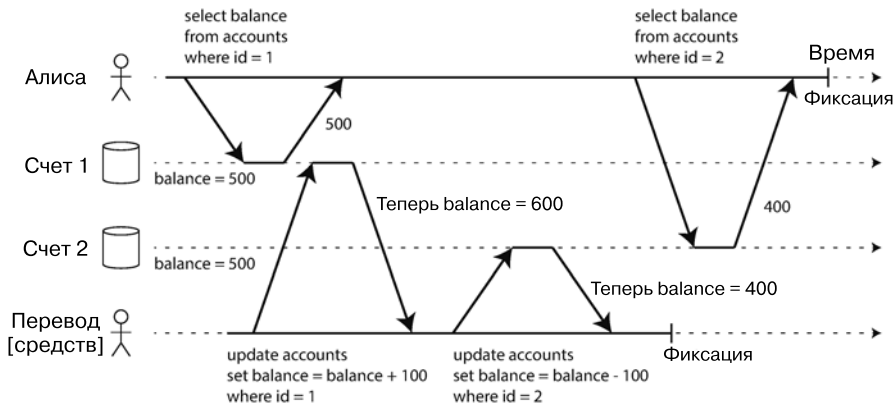 select balance
from accounts
where id = 1
select balance
from accounts
where id = 2
Время
Алиса
Фиксация
500
Счет 1
balance = 500
Теперь balance = 600
400
Счет 2
balance = 500
Теперь balance = 400
Перевод
[средств]
Фиксация
update accounts
set balance = balance + 100
where id = 1
update accounts
set balance = balance - 100
where id = 2